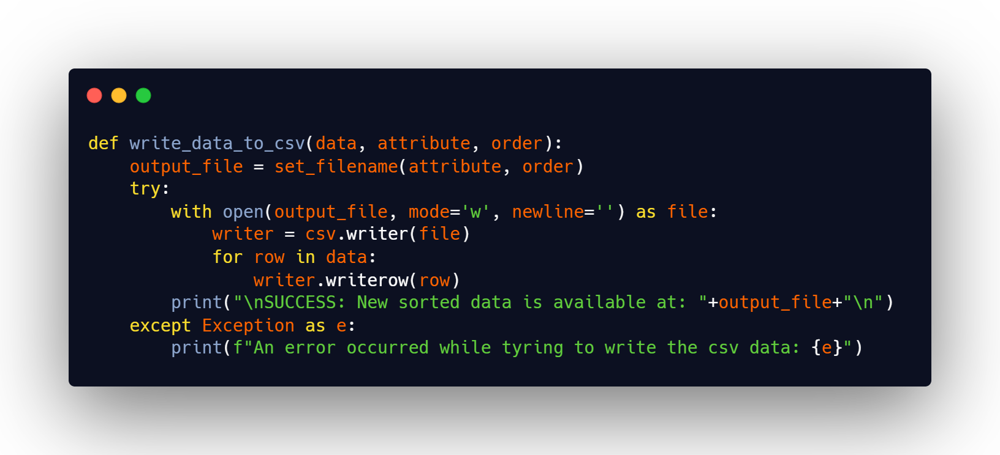 def write_data_to_csv(data, attribute, order):
    output_file = set_filename(attribute, order)
    try:
        with open(output_file, mode='w', newline='') as file:
            writer = csv.writer(file)
            for row in data:
                writer.writerow(row)
        print("\nSUCCESS: New sorted data is available at: "+output_file+"\n")
    except Exception as e:
        print(f"An error occurred while tyring to write the csv data: {e}")